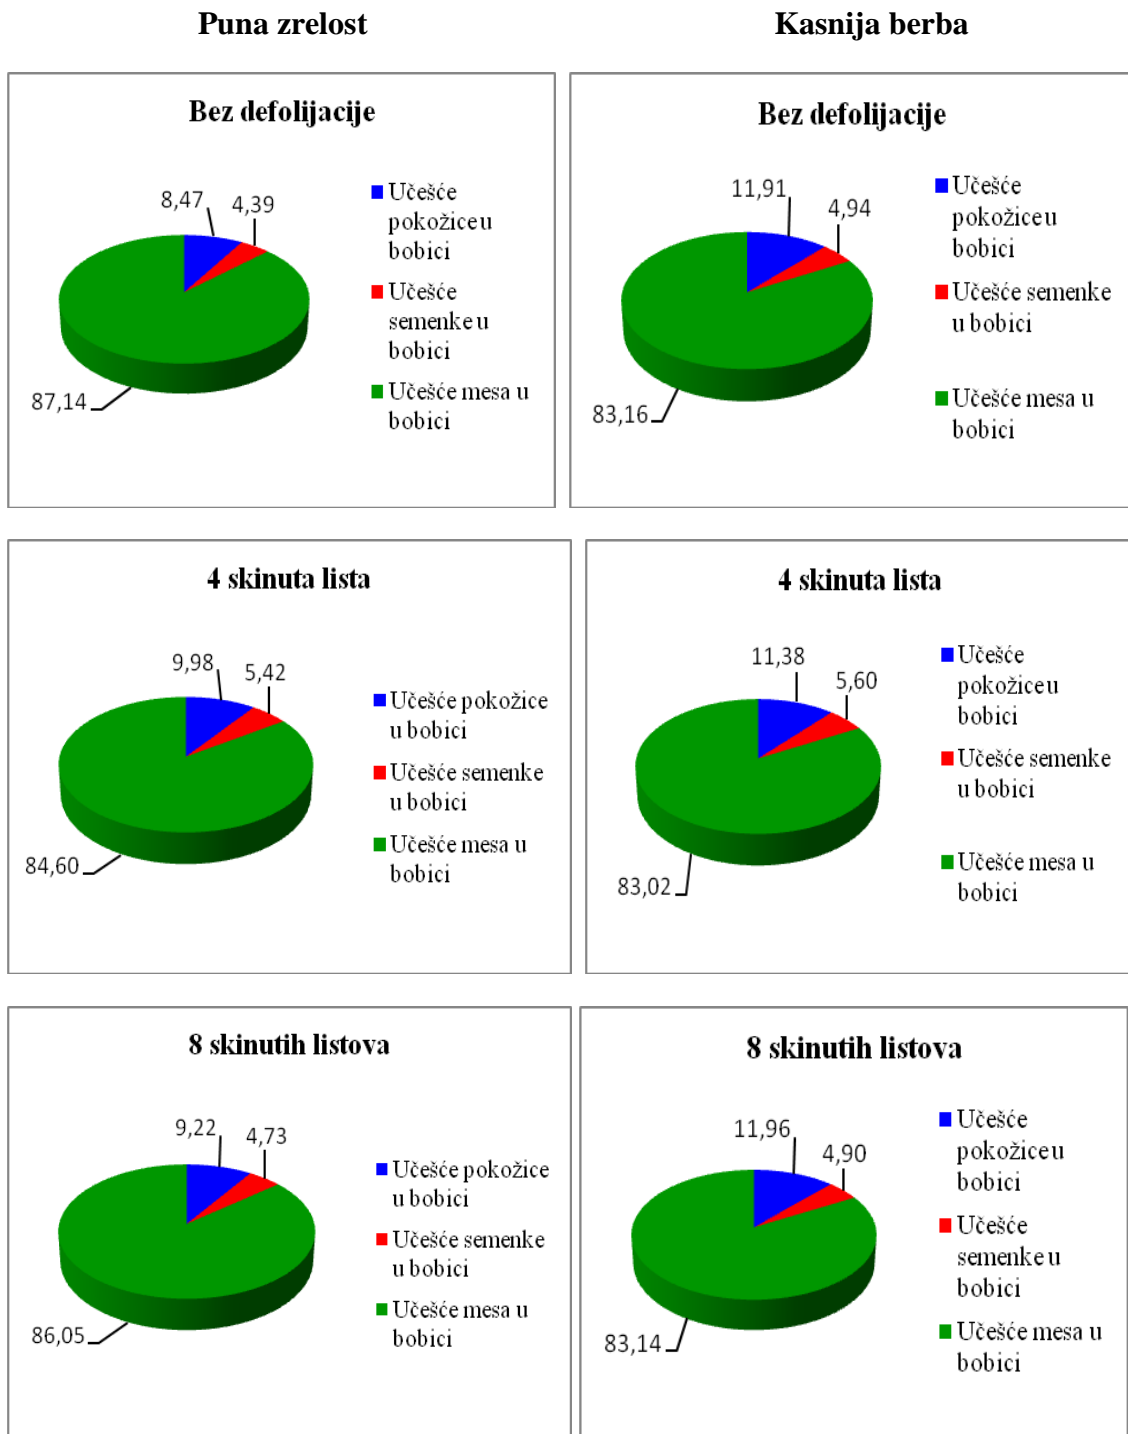 Puna zrelost
Kasnija berba
Bez defolijacije
8,47
4,39
87,14
Učešće
pokožice u
bobici
Učešće
semenke u
bobici
Učešće mesa u
bobici
Bez defolijacije
11,91
4,94
83,16
Učešće
pokožice u
bobici
Učešće semenke
u bobici
Učešće mesa u
bobici
4 skinuta lista
9,98
5,42
84,60
Učešće pokožice
u bobici
Učešće semenke
u bobici
Učešće mesa u
bobici
4 skinuta lista
11,38
5,60
83,02
Učešće
pokožice u
bobici
Učešće semenke
u bobici
Učešće mesa u
bobici
8 skinutih listova
9,22
4,73
86,05
Učešće pokožice
u bobici
Učešće semenke
u bobici
Učešće mesa u
bobici
8 skinutih listova
11,96
4,90
83,14
Učešće
pokožice u
bobici
Učešće
semenke u
bobici
Učešće mesa u
bobici